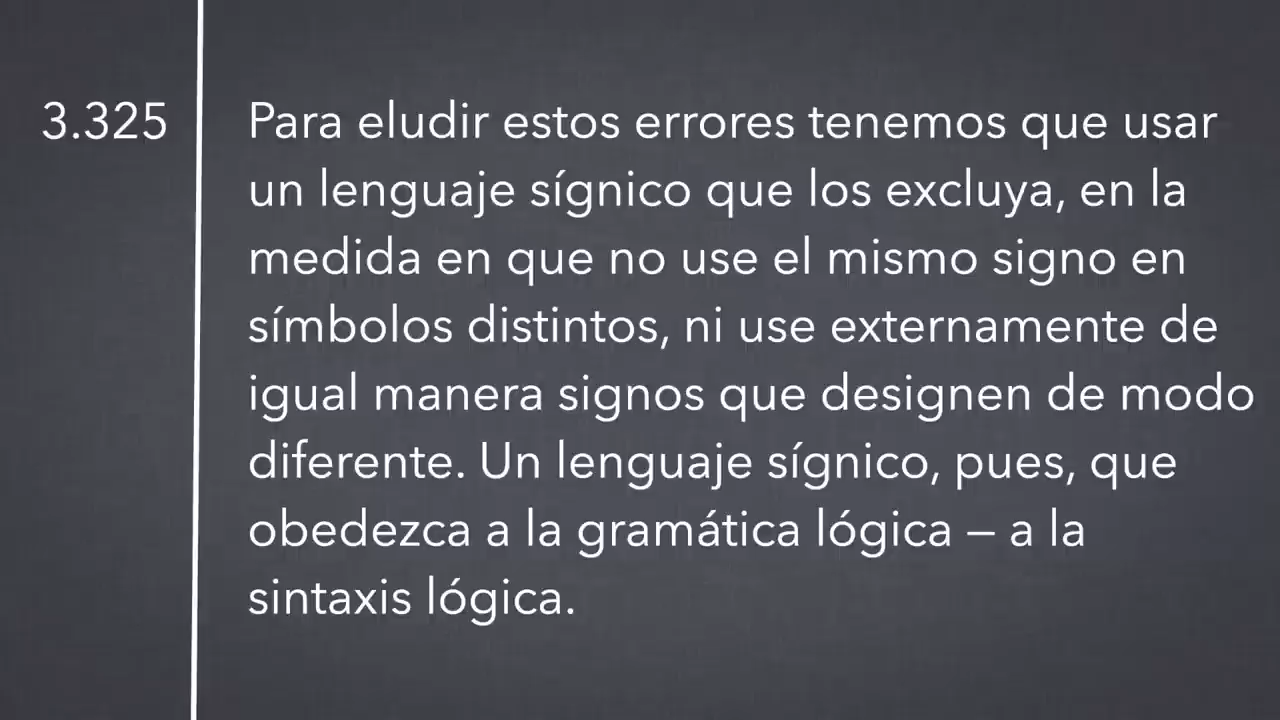 3.325
Para eludir estos errores tenemos que usar
un lenguaje sígnico que los excluya, en la
medida en que no use el mismo signo en
símbolos distintos, ni use externamente de
igual manera signos que designen de modo
diferente. Un lenguaje sígnico, pues, que
obedezca a la gramática lógica – a la
sintaxis lógica.